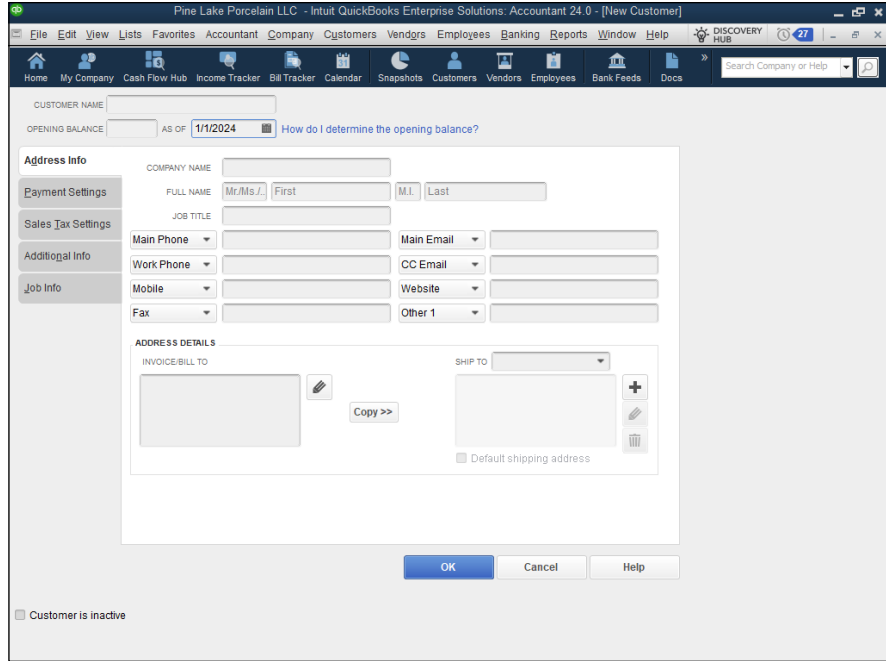 qb Pine Lake Porcelain LLC - Intuit QuickBooks Enterprise Solutions: Accountant 24.0 - [New Customer]
File Edit View Lists Favorites Accountant Company Customers Vendors Employees Banking Reports Window Help DISCOVERY HUB 27
31
Home My Company Cash Flow Hub Income Tracker Bill Tracker Calendar Snapshots Customers Vendors Employees Bank Feeds Docs » Search Company or Help
CUSTOMER NAME
OPENING BALANCE AS OF 1/1/2024 How do I determine the opening balance?
Address Info
Payment Settings
Sales Tax Settings
Additional Info
Job Info
COMPANY NAME
FULL NAME Mr./Ms./.. First M.I. Last
JOB TITLE
Main Phone Main Email
Work Phone CC Email
Mobile Website
Fax Other 1
ADDRESS DETAILS
INVOICE/BILL TO SHIP TO
Copy >>
Default shipping address
OK Cancel Help
Customer is inactive